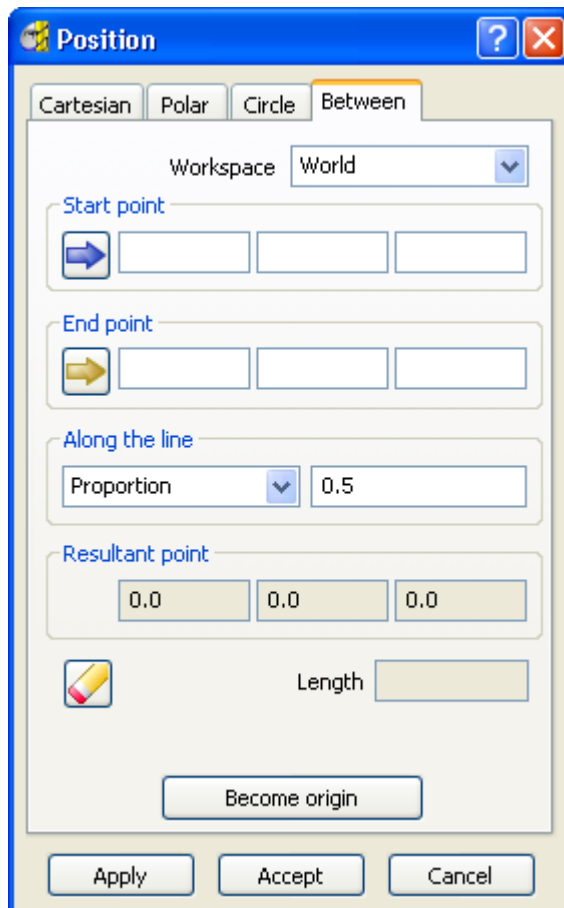 Position
Cartesian Polar Circle Between
Workspace World
Start point
End point
Along the line
Proportion 0.5
Resultant point
0.0 0.0 0.0
Length
Become origin
Apply Accept Cancel